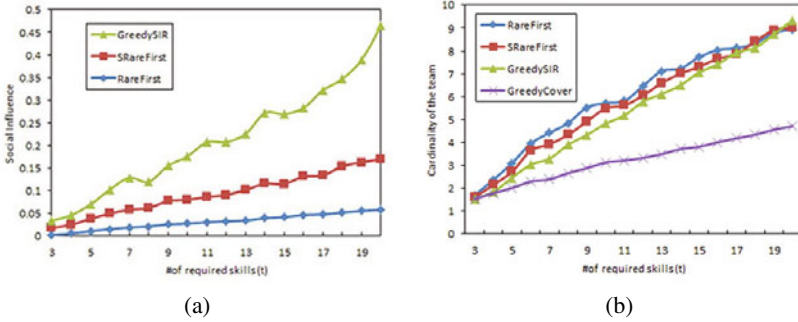 0.5
0.45
0.4
0.35
0.3
0.25
0.2
0.15
0.1
0.05
0
Social Influence
GreedySIR
SRareFirst
RareFirst
3 5 7 9 11 13 15 17 19
#of required skills(t)
(a)
10
9
8
7
6
5
4
3
2
1
0
Cardinality of the team
RareFirst
SRareFirst
GreedySIR
GreedyCover
3 5 7 9 11 13 15 17 19
#of required skills(t)
(b)